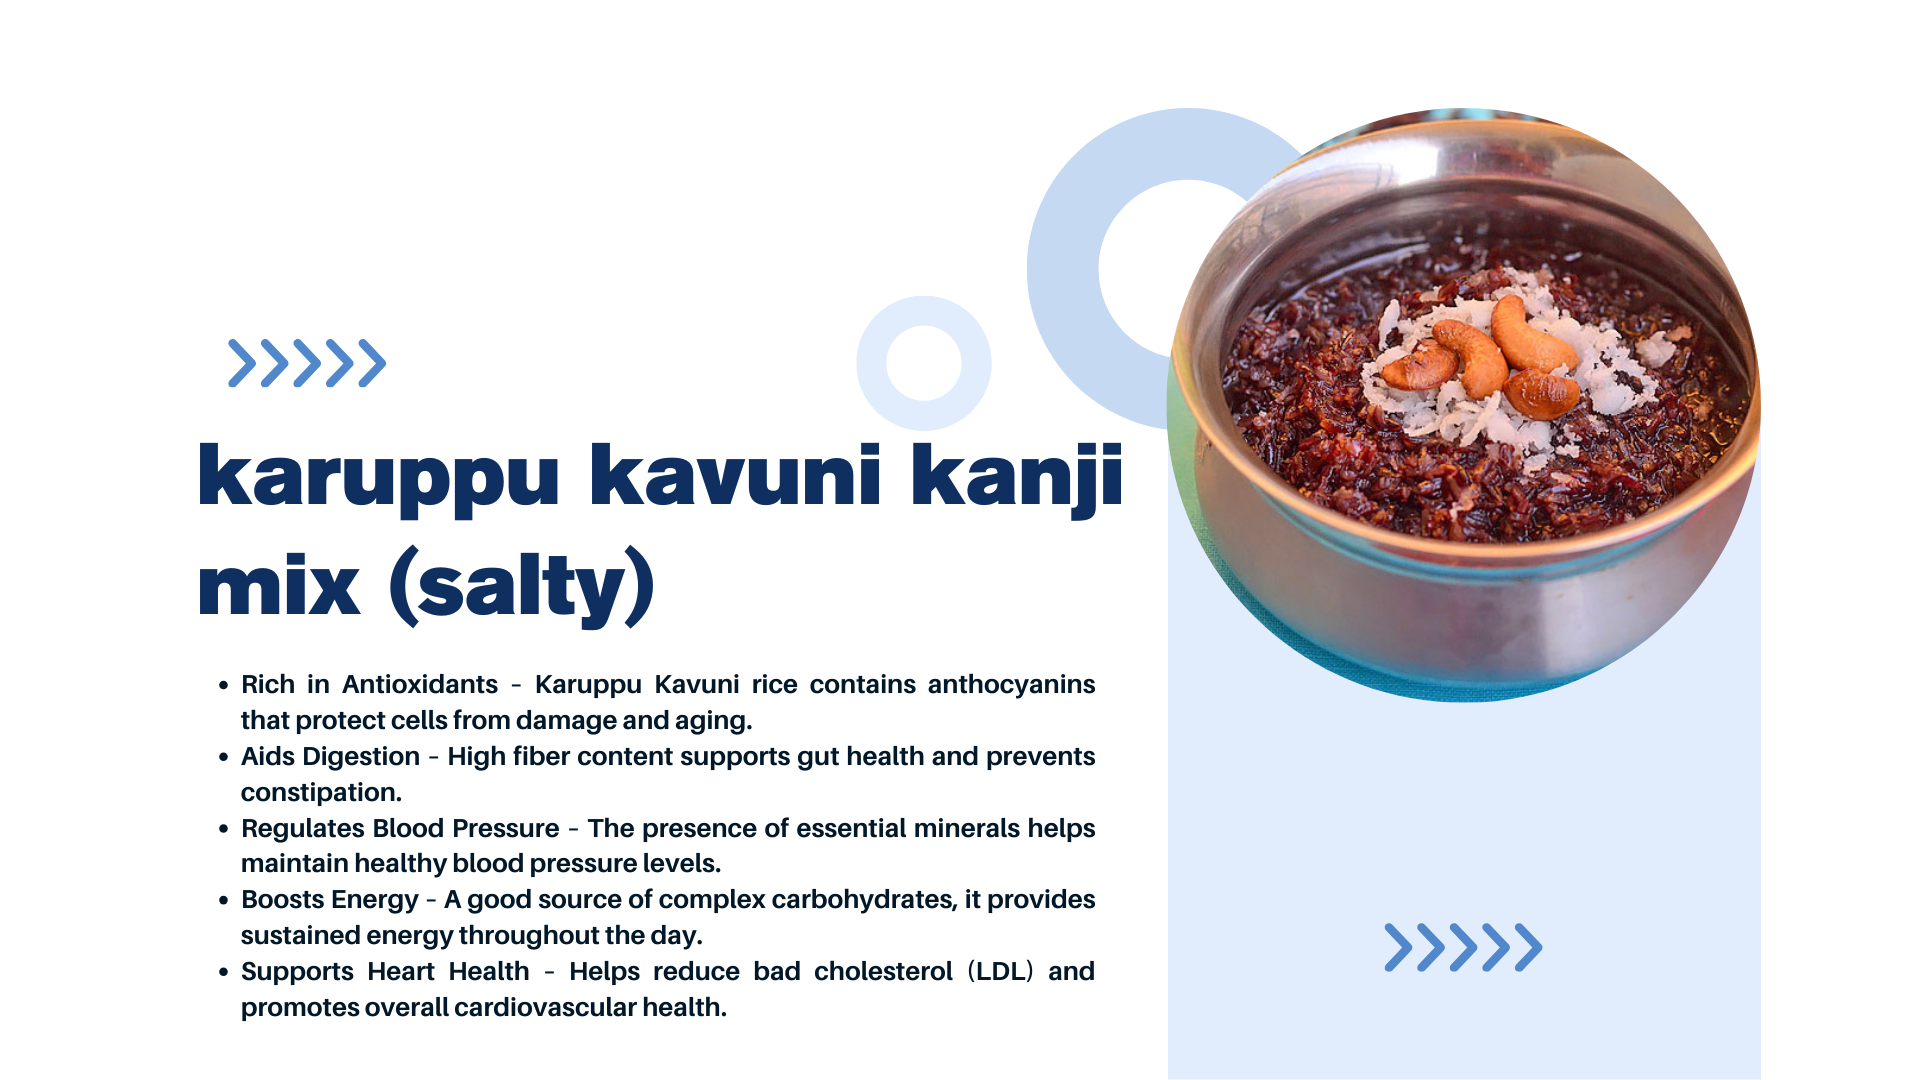 karuppu kavuni kanji
mix (salty)
• Rich in Antioxidants – Karuppu Kavuni rice contains anthocyanins
that protect cells from damage and aging.
• Aids Digestion – High fiber content supports gut health and prevents
constipation.
• Regulates Blood Pressure – The presence of essential minerals helps
maintain healthy blood pressure levels.
• Boosts Energy – A good source of complex carbohydrates, it provides
sustained energy throughout the day.
• Supports Heart Health – Helps reduce bad cholesterol (LDL) and
promotes overall cardiovascular health.